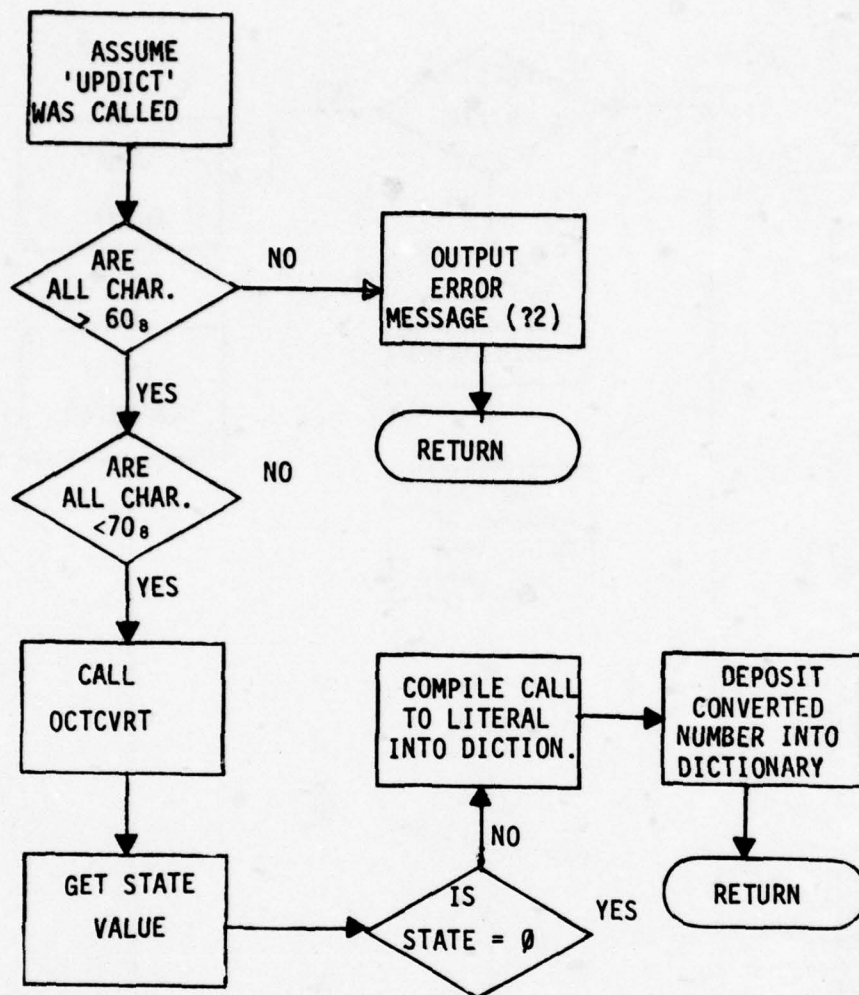 ASSUME
'UPDICT'
WAS CALLED
ARE
ALL CHAR.
> 60₈
NO
OUTPUT
ERROR
MESSAGE (?2)
YES
RETURN
ARE
ALL CHAR.
<70₈
NO
YES
CALL
OCTCVRT
COMPILE CALL
TO LITERAL
INTO DICTION.
DEPOSIT
CONVERTED
NUMBER INTO
DICTIONARY
NO
GET STATE
VALUE
IS
STATE = Ø
YES
RETURN